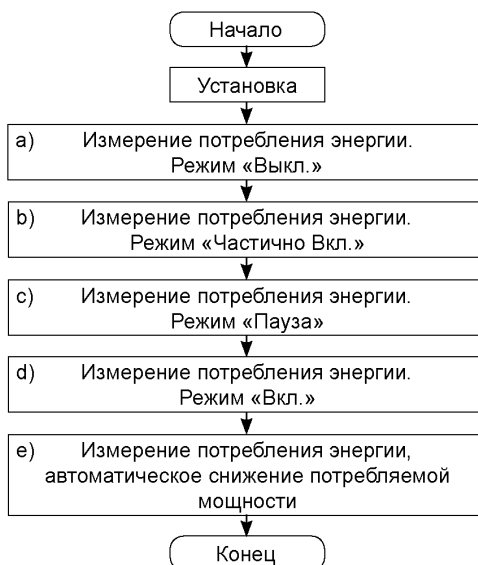 Начало
Установка
a) Измерение потребления энергии.
Режим «Выкл.»
b) Измерение потребления энергии.
Режим «Частично Вкл.»
c) Измерение потребления энергии.
Режим «Пауза»
d) Измерение потребления энергии.
Режим «Вкл.»
e) Измерение потребления энергии,
автоматическое снижение потребляемой
мощности
Конец